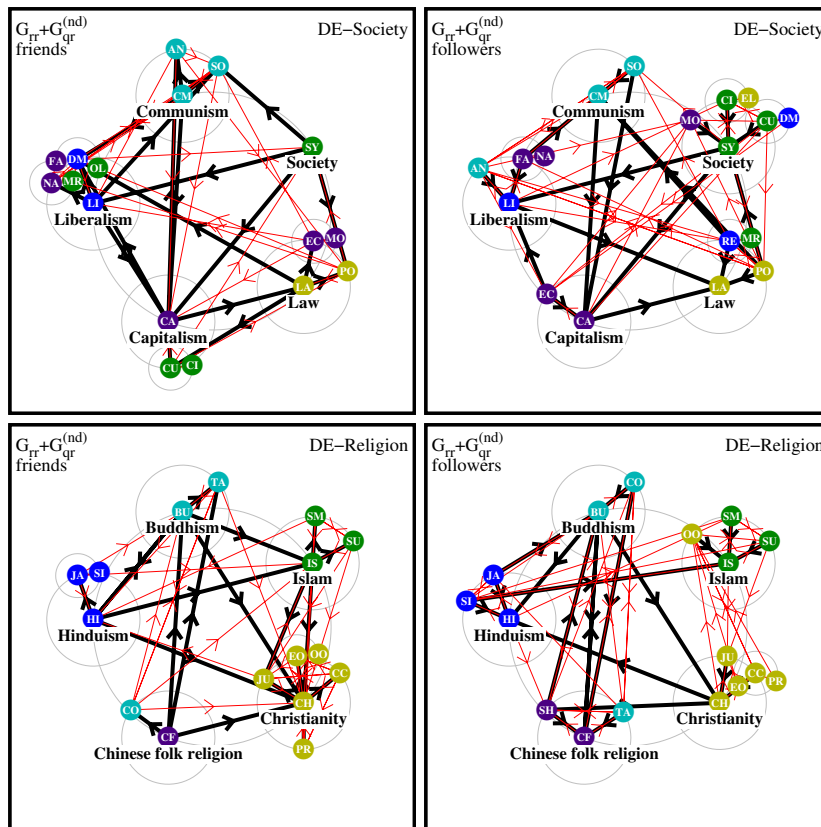 G_rr+G_qr^(nd)
friends
DE−Society
AN
SO
CM
Communism
SY
Society
FA
DM
OL
NA
MR
LI
Liberalism
EC
MO
PO
LA
Law
CA
Capitalism
CU
CI
G_rr+G_qr^(nd)
followers
DE−Society
SO
CM
Communism
CI
EL
MO
CU
DM
SY
Society
FA
NA
AN
LI
Liberalism
RE
MR
PO
EC
LA
Law
CA
Capitalism
G_rr+G_qr^(nd)
friends
DE−Religion
TA
BU
Buddhism
SM
SU
IS
Islam
JA
SI
HI
Hinduism
EO
OO
JU
CC
CH
Christianity
CO
CF
Chinese folk religion
PR
G_rr+G_qr^(nd)
followers
DE−Religion
CO
BU
Buddhism
SM
OO
SU
IS
Islam
JA
SI
HI
Hinduism
JU
CC
PR
EO
CH
Christianity
SH
TA
CF
Chinese folk religion